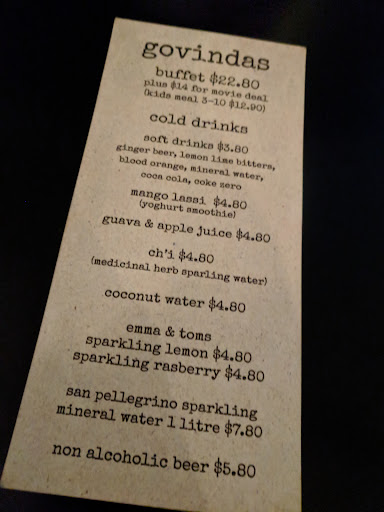 govindas
buffet $22.80
plus $14 for movie deal
(kids meal 3-10 $12.90)
cold drinks
soft drinks $3.80
ginger beer, lemon lime bitters,
blood orange, mineral water,
coca cola, coke zero
mango lassi $4.80
(yoghurt smoothie)
guava & apple juice $4.80
ch'i $4.80
(medicinal herb sparling water)
coconut water $4.80
emma & toms
sparkling lemon $4.80
sparkling rasberry $4.80
san pellegrino sparkling
mineral water 1 litre $7.80
non alcoholic beer $5.80